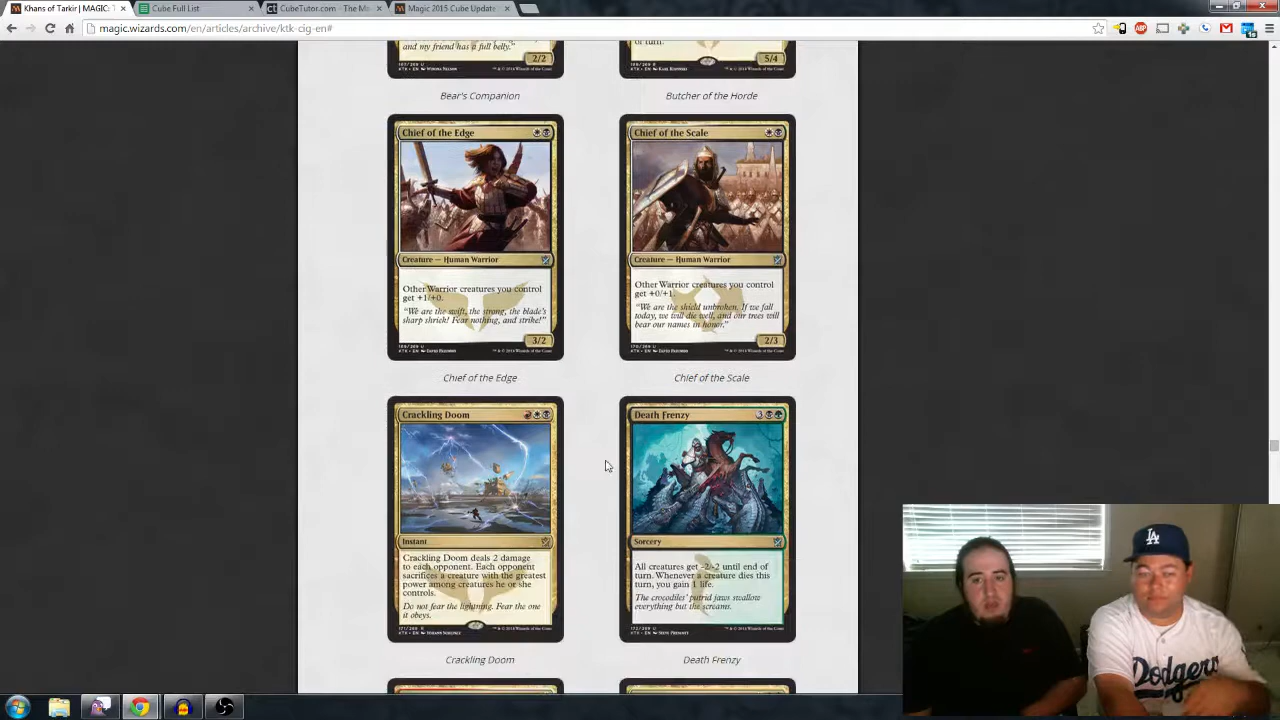 Khans of Tarkir | MAGIC: T
Cube Full List
CubeTutor.com - The Ma
Magic 2015 Cube Update
magic.wizards.com/en/articles/archive/ktk-cig-en#
and my friend has a full belly."
2/2
or turn.
5/4
Bear's Companion
Butcher of the Horde
Chief of the Edge
Creature — Human Warrior
Other Warrior creatures you control
get +1/+0.
"We are the swift, the strong, the blade's
sharp shriek! Fear nothing, and strike!"
3/2
Chief of the Edge
Chief of the Scale
Creature — Human Warrior
Other Warrior creatures you control
get +0/+1.
"We are the shield unbroken. If we fall
today, we will die well, and our trees will
bear our names in honor."
2/3
Chief of the Scale
Crackling Doom
Instant
Crackling Doom deals 2 damage
to each opponent. Each opponent
sacrifices a creature with the greatest
power among creatures he or she
controls.
Do not fear the lightning. Fear the one
it obeys.
Crackling Doom
Death Frenzy
3
Sorcery
All creatures get -2/-2 until end of
turn. Whenever a creature dies this
turn, you gain 1 life.
The crocodiles' putrid jaws swallow
everything but the screams.
Death Frenzy
LA
Dodgers